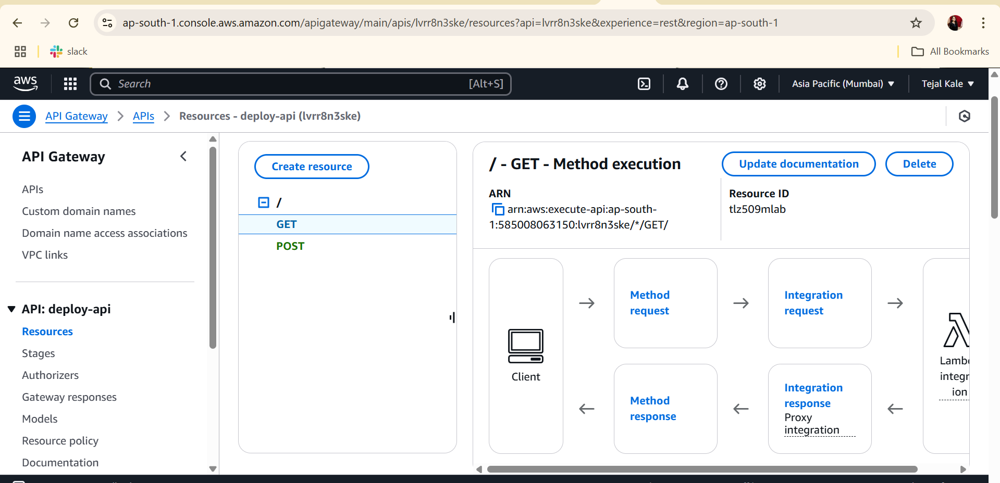 ap-south-1.console.aws.amazon.com/apigateway/main/apis/lvrr8n3ske/resources?api=lvrr8n3ske&experience=rest&region=ap-south-1
slack
All Bookmarks
aws
Search
[Alt+S]
Asia Pacific (Mumbai)
Tejal Kale
API Gateway
APIs
Resources - deploy-api (lvrr8n3ske)
API Gateway
APIs
Custom domain names
Domain name access associations
VPC links
API: deploy-api
Resources
Stages
Authorizers
Gateway responses
Models
Resource policy
Documentation
Create resource
/
GET
POST
/ - GET - Method execution
Update documentation
Delete
ARN
arn:aws:execute-api:ap-south-
1:585008063150:lvrr8n3ske/*/GET/
Resource ID
tlz509mlab
Client
Method
request
Integration
request
Method
response
Integration
response
Proxy
integration
Lamb
integr
ion